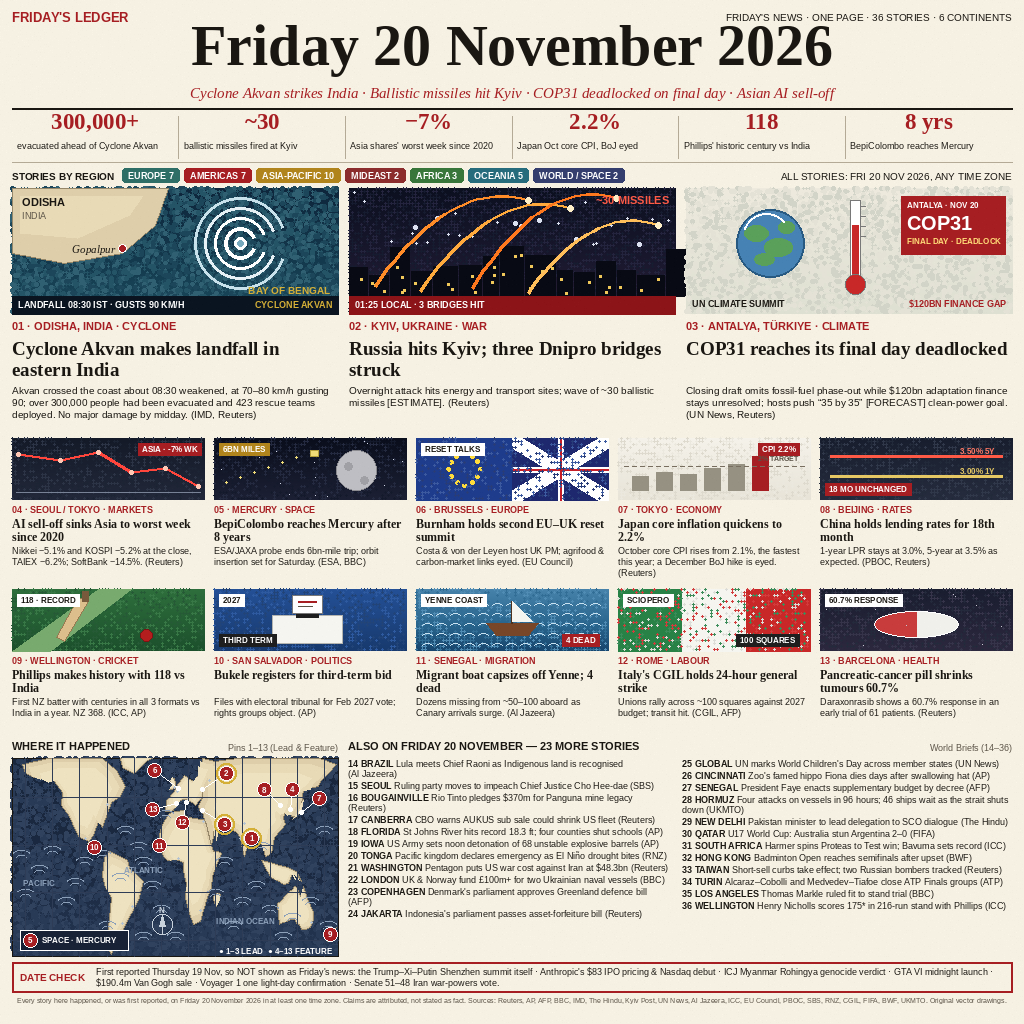 FRIDAY'S LEDGER
FRIDAY'S NEWS · ONE PAGE · 36 STORIES · 6 CONTINENTS
Friday 20 November 2026
Cyclone Akvan strikes India · Ballistic missiles hit Kyiv · COP31 deadlocked on final day · Asian AI sell-off
300,000+
evacuated ahead of Cyclone Akvan
~30
ballistic missiles fired at Kyiv
−7%
Asia shares' worst week since 2020
2.2%
Japan Oct core CPI, BoJ eyed
118
Phillips' historic century vs India
8 yrs
BepiColombo reaches Mercury
STORIES BY REGION
EUROPE 7
AMERICAS 7
ASIA-PACIFIC 10
MIDEAST 2
AFRICA 3
OCEANIA 5
WORLD / SPACE 2
ALL STORIES: FRI 20 NOV 2026, ANY TIME ZONE
ODISHA
INDIA
Gopalpur
BAY OF BENGAL
LANDFALL 08:30 IST · GUSTS 90 KM/H
CYCLONE AKVAN
~30 MISSILES
01:25 LOCAL · 3 BRIDGES HIT
ANTALYA · NOV 20
COP31
FINAL DAY · DEADLOCK
UN CLIMATE SUMMIT
$120BN FINANCE GAP
01 · ODISHA, INDIA · CYCLONE
Cyclone Akvan makes landfall in
eastern India
Akvan crossed the coast about 08:30 weakened, at 70–80 km/h gusting
90; over 300,000 people had been evacuated and 423 rescue teams
deployed. No major damage by midday. (IMD, Reuters)
02 · KYIV, UKRAINE · WAR
Russia hits Kyiv; three Dnipro bridges
struck
Overnight attack hits energy and transport sites; wave of ~30 ballistic
missiles [ESTIMATE]. (Reuters)
03 · ANTALYA, TÜRKIYE · CLIMATE
COP31 reaches its final day deadlocked
Closing draft omits fossil-fuel phase-out while $120bn adaptation finance
stays unresolved; hosts push “35 by 35” [FORECAST] clean-power goal.
(UN News, Reuters)
ASIA · -7% WK
04 · SEOUL / TOKYO · MARKETS
AI sell-off sinks Asia to worst week
since 2020
Nikkei −5.1% and KOSPI −5.2% at the close,
TAIEX −6.2%; SoftBank −14.5%. (Reuters)
6BN MILES
05 · MERCURY · SPACE
BepiColombo reaches Mercury after
8 years
ESA/JAXA probe ends 6bn-mile trip; orbit
insertion set for Saturday. (ESA, BBC)
RESET TALKS
06 · BRUSSELS · EUROPE
Burnham holds second EU–UK reset
summit
Costa & von der Leyen host UK PM; agrifood &
carbon-market links eyed. (EU Council)
CPI 2.2%
TARGET
07 · TOKYO · ECONOMY
Japan core inflation quickens to
2.2%
October core CPI rises from 2.1%, the fastest
this year; a December BoJ hike is eyed.
(Reuters)
3.50% 5Y
3.00% 1Y
18 MO UNCHANGED
08 · BEIJING · RATES
China holds lending rates for 18th
month
1-year LPR stays at 3.0%, 5-year at 3.5% as
expected. (PBOC, Reuters)
118 · RECORD
09 · WELLINGTON · CRICKET
Phillips makes history with 118 vs
India
First NZ batter with centuries in all 3 formats vs
India in a year. NZ 368. (ICC, AP)
2027
THIRD TERM
10 · SAN SALVADOR · POLITICS
Bukele registers for third-term bid
Files with electoral tribunal for Feb 2027 vote;
rights groups object. (AP)
YENNE COAST
4 DEAD
11 · SENEGAL · MIGRATION
Migrant boat capsizes off Yenne; 4
dead
Dozens missing from ~50–100 aboard as
Canary arrivals surge. (Al Jazeera)
SCIOPERO
100 SQUARES
12 · ROME · LABOUR
Italy's CGIL holds 24-hour general
strike
Unions rally across ~100 squares against 2027
budget; transit hit. (CGIL, AFP)
60.7% RESPONSE
13 · BARCELONA · HEALTH
Pancreatic-cancer pill shrinks
tumours 60.7%
Daraxonrasib shows a 60.7% response in an
early trial of 61 patients. (Reuters)
WHERE IT HAPPENED
Pins 1–13 (Lead & Feature)
6
2
8
4
7
13
12
3
1
10
11
PACIFIC
ATLANTIC
INDIAN OCEAN
N
9
5 SPACE · MERCURY
● 1–3 LEAD ● 4–13 FEATURE
ALSO ON FRIDAY 20 NOVEMBER — 23 MORE STORIES
World Briefs (14–36)
14 BRAZIL Lula meets Chief Raoni as Indigenous land is recognised
(Al Jazeera)
15 SEOUL Ruling party moves to impeach Chief Justice Cho Hee-dae (SBS)
16 BOUGAINVILLE Rio Tinto pledges $370m for Panguna mine legacy
(Reuters)
17 CANBERRA CBO warns AUKUS sub sale could shrink US fleet (Reuters)
18 FLORIDA St Johns River hits record 18.3 ft; four counties shut schools (AP)
19 IOWA US Army sets noon detonation of 68 unstable explosive barrels (AP)
20 TONGA Pacific kingdom declares emergency as El Niño drought bites (RNZ)
21 WASHINGTON Pentagon puts US war cost against Iran at $48.3bn (Reuters)
22 LONDON UK & Norway fund £100m+ for two Ukrainian naval vessels (BBC)
23 COPENHAGEN Denmark's parliament approves Greenland defence bill
(AFP)
24 JAKARTA Indonesia's parliament passes asset-forfeiture bill (Reuters)
25 GLOBAL UN marks World Children's Day across member states (UN News)
26 CINCINNATI Zoo's famed hippo Fiona dies days after swallowing hat (AP)
27 SENEGAL President Faye enacts supplementary budget by decree (AFP)
28 HORMUZ Four attacks on vessels in 96 hours; 46 ships wait as the strait shuts
down (UKMTO)
29 NEW DELHI Pakistan minister to lead delegation to SCO dialogue (The Hindu)
30 QATAR U17 World Cup: Australia stun Argentina 2–0 (FIFA)
31 SOUTH AFRICA Harmer spins Proteas to Test win; Bavuma sets record (ICC)
32 HONG KONG Badminton Open reaches semifinals after upset (BWF)
33 TAIWAN Short-selling curbs take effect; two Russian bombers tracked (Reuters)
34 TURIN Alcaraz–Cobolli and Medvedev–Tiafoe close ATP Finals groups (ATP)
35 LOS ANGELES Thomas Markle ruled fit to stand trial (BBC)
36 WELLINGTON Henry Nicholls scores 175* in 216-run stand with Phillips (ICC)
DATE CHECK
First reported Thursday 19 Nov, so NOT shown as Friday's news: the Trump–Xi–Putin Shenzhen summit itself · Anthropic's $83 IPO pricing & Nasdaq debut · ICJ Myanmar Rohingya genocide verdict · GTA VI midnight launch ·
$190.4m Van Gogh sale · Voyager 1 one light-day confirmation · Senate 51–48 Iran war-powers vote.
Every story here happened, or was first reported, on Friday 20 November 2026 in at least one time zone. Claims are attributed, not stated as fact. Sources: Reuters, AP, AFP, BBC, IMD, The Hindu, Kyiv Post, UN News, Al Jazeera, ICC, EU Council, PBOC, SBS, RNZ, CGIL, FIFA, BWF, UKMTO. Original vector drawings.